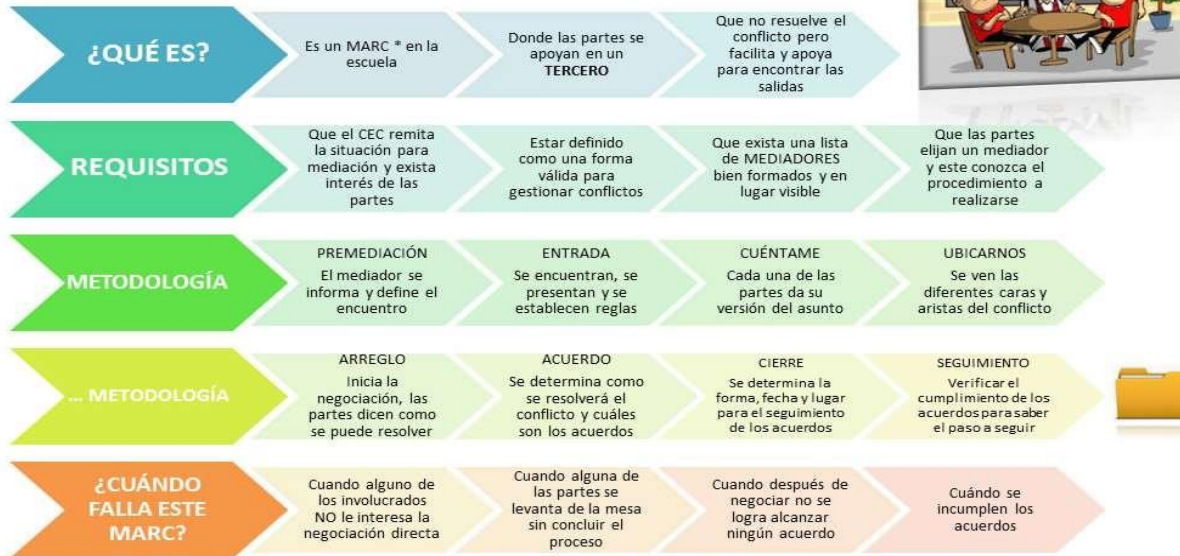 ¿QUÉ ES?
Es un MARC * en la
escuela
Donde las partes se
apoyan en un
TERCERO
Que no resuelve el
conflicto pero
facilita y apoya
para encontrar las
salidas
REQUISITOS
Que el CEC remita
la situación para
mediación y exista
interés de las
partes
Estar definido
como una forma
válida para
gestionar conflictos
Que exista una lista
de MEDIADORES
bien formados y en
lugar visible
Que las partes
elijan un mediador
y este conozca el
procedimiento a
realizarse
METODOLOGÍA
PREMEDIACIÓN
El mediador se
informa y define el
encuentro
ENTRADA
Se encuentran, se
presentan y se
establecen reglas
CUÉNTAME
Cada una de las
partes da su
versión del asunto
UBICARNOS
Se ven las
diferentes caras y
aristas del conflicto
... METODOLOGÍA
ARREGLO
Inicia la
negociación, las
partes dicen como
se puede resolver
ACUERDO
Se determina como
se resolverá el
conflicto y cuáles
son los acuerdos
CIERRE
Se determina la
forma, fecha y lugar
para el seguimiento
de los acuerdos
SEGUIMIENTO
Verificar el
cumplimiento de los
acuerdos para saber
el paso a seguir
¿CUÁNDO
FALLA ESTE
MARC?
Cuando alguno de
los involucrados
NO le interesa la
negociación directa
Cuando alguna de
las partes se
levanta de la mesa
sin concluir el
proceso
Cuando después de
negociar no se
logra alcanzar
ningún acuerdo
Cuándo se
incumplen los
acuerdos